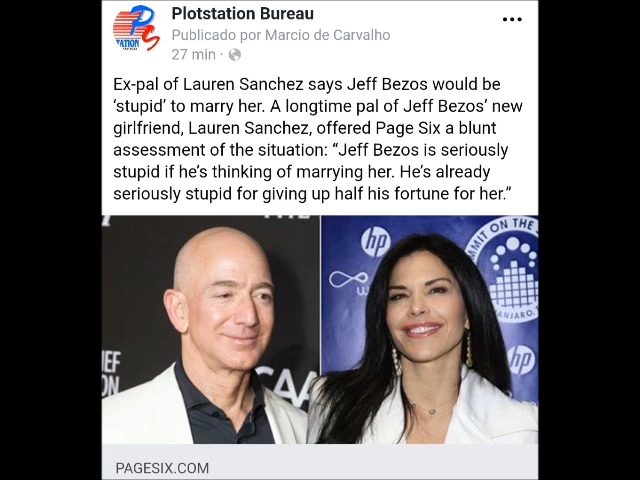 Plotstation Bureau
Publicado por Marcio de Carvalho
27 min
Ex-pal of Lauren Sanchez says Jeff Bezos would be
‘stupid’ to marry her. A longtime pal of Jeff Bezos’ new
girlfriend, Lauren Sanchez, offered Page Six a blunt
assessment of the situation: “Jeff Bezos is seriously
stupid if he’s thinking of marrying her. He’s already
seriously stupid for giving up half his fortune for her.”
hp
hp
CAA
PAGESIX.COM